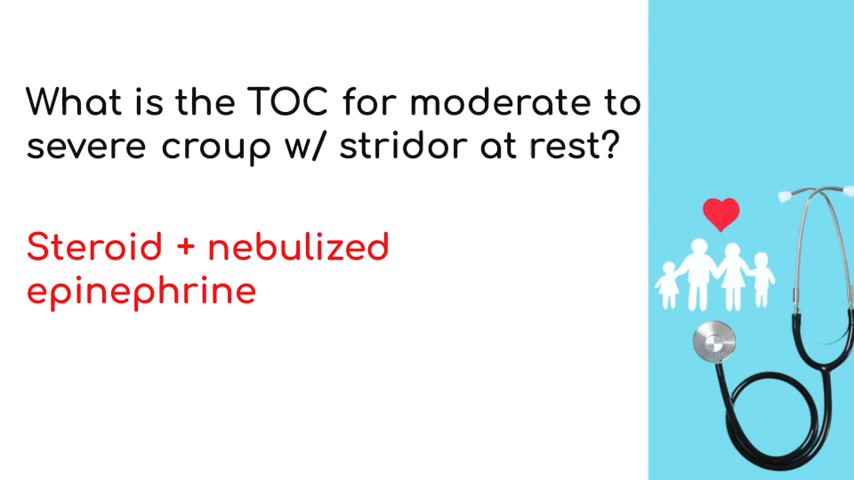 What is the TOC for moderate to
severe croup w/ stridor at rest?
Steroid + nebulized
epinephrine